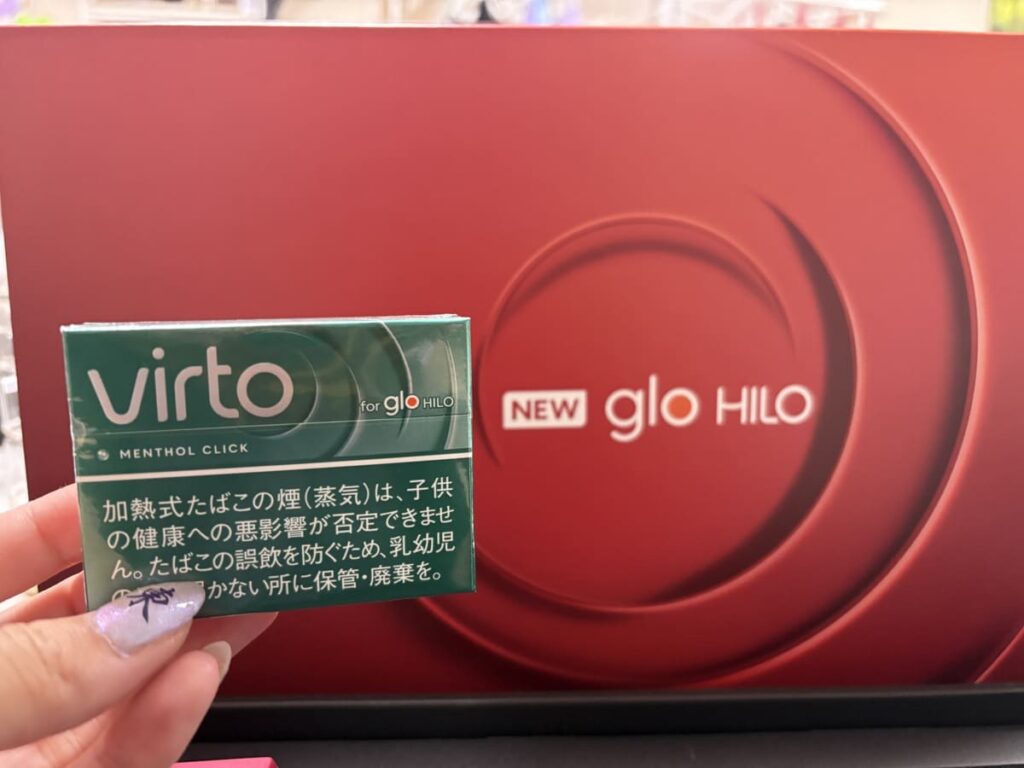 virto
for glo HILO
MENTHOL CLICK
加熱式たばこの煙(蒸気)は、子供
の健康への悪影響が否定できませ
ん。たばこの誤飲を防ぐため、乳幼児
の かない所に保管・廃棄を。
NEW glo HILO